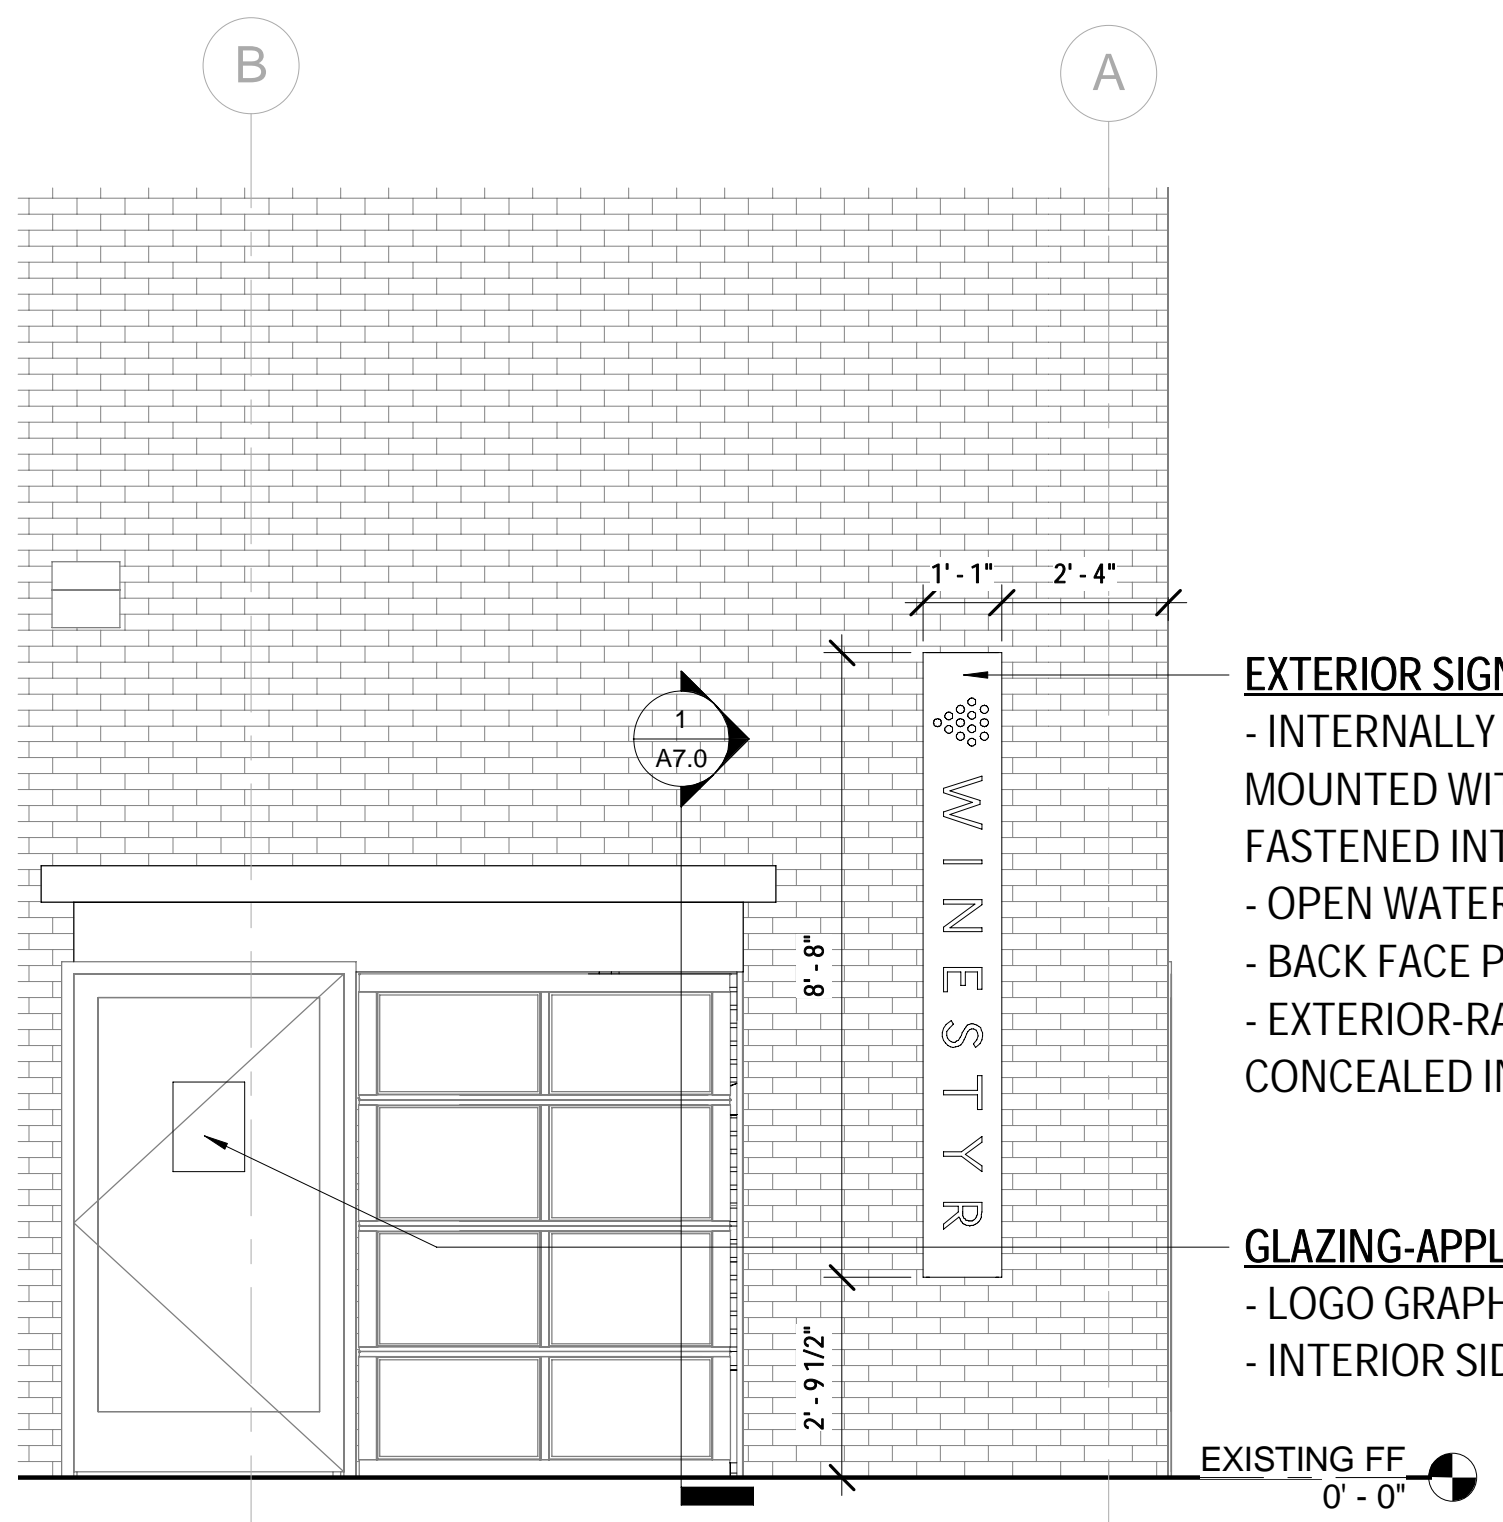 B
A
1' - 1"
2' - 4"
1
A7.0
8' - 8"
WINESTYR
2' - 9 1/2"
EXTERIOR SIGN
- INTERNALLY
MOUNTED WIT
FASTENED INT
- OPEN WATER
- BACK FACE P
- EXTERIOR-RA
CONCEALED IN
GLAZING-APPL
- LOGO GRAPH
- INTERIOR SID
EXISTING FF
0' - 0"